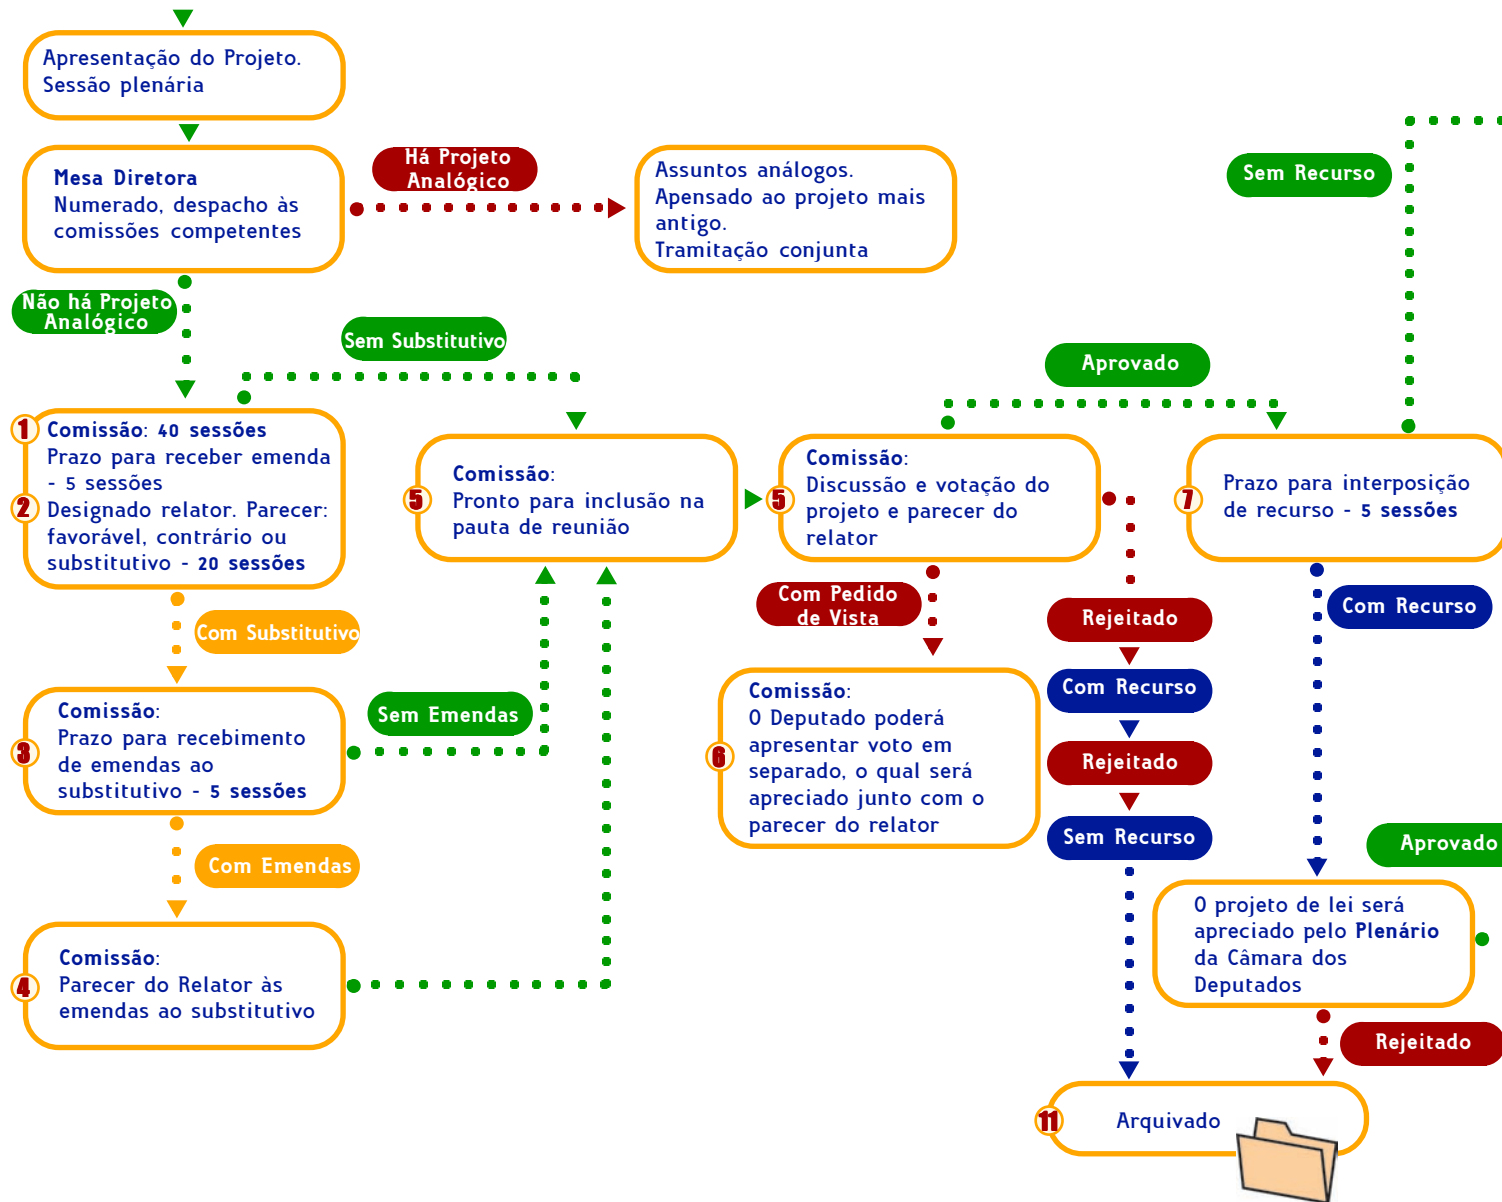 Apresentação do Projeto.
Sessão plenária
Mesa Diretora
Numerado, despacho às
comissões competentes
Há Projeto
Analógico
Assuntos análogos.
Apensado ao projeto mais
antigo.
Tramitação conjunta
Sem Recurso
Não há Projeto
Analógico
Sem Substitutivo
Aprovado
1
Comissão: 40 sessões
Prazo para receber emenda
- 5 sessões
2
Designado relator. Parecer:
favorável, contrário ou
substitutivo - 20 sessões
5
Comissão:
Pronto para inclusão na
pauta de reunião
5
Comissão:
Discussão e votação do
projeto e parecer do
relator
7
Prazo para interposição
de recurso - 5 sessões
Com Substitutivo
Com Pedido
de Vista
Rejeitado
Com Recurso
Com Recurso
Rejeitado
Sem Recurso
3
Comissão:
Prazo para recebimento
de emendas ao
substitutivo - 5 sessões
Sem Emendas
6
Comissão:
O Deputado poderá
apresentar voto em
separado, o qual será
apreciado junto com o
parecer do relator
Com Emendas
Aprovado
4
Comissão:
Parecer do Relator às
emendas ao substitutivo
O projeto de lei será
apreciado pelo Plenário
da Câmara dos
Deputados
Rejeitado
11
Arquivado